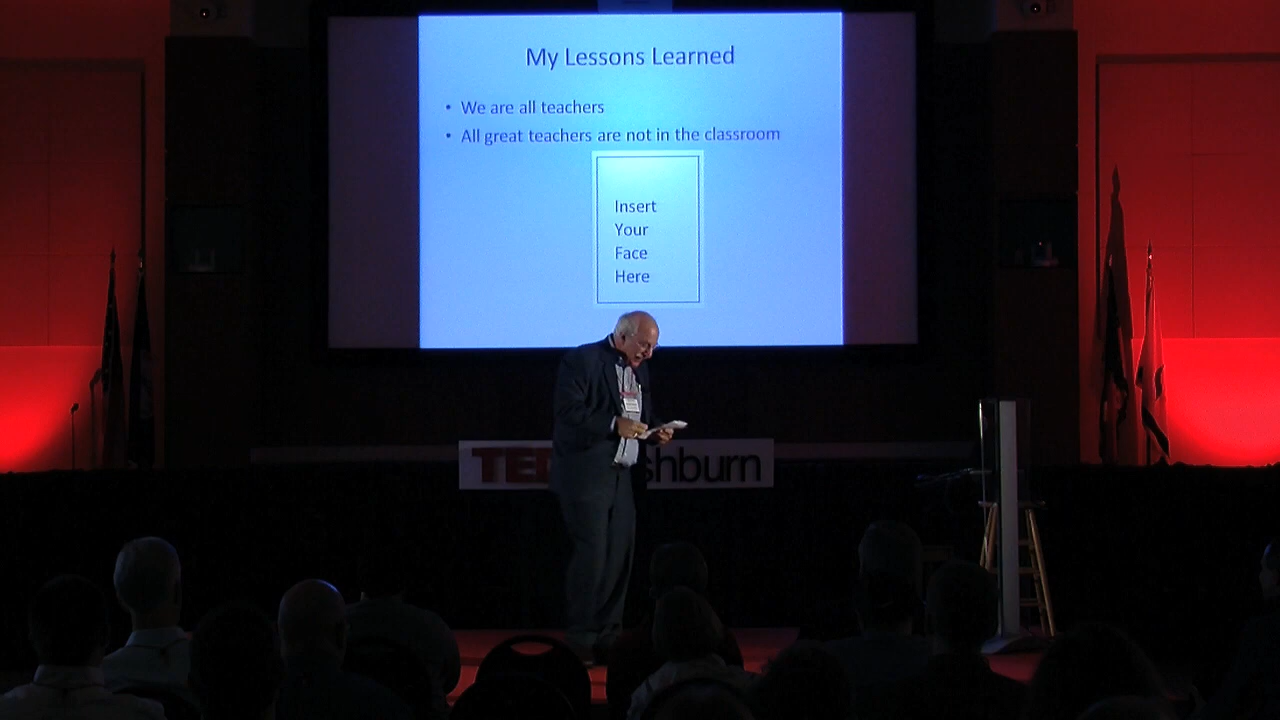 My Lessons Learned
• We are all teachers
• All great teachers are not in the classroom
Insert
Your
Face
Here
TED